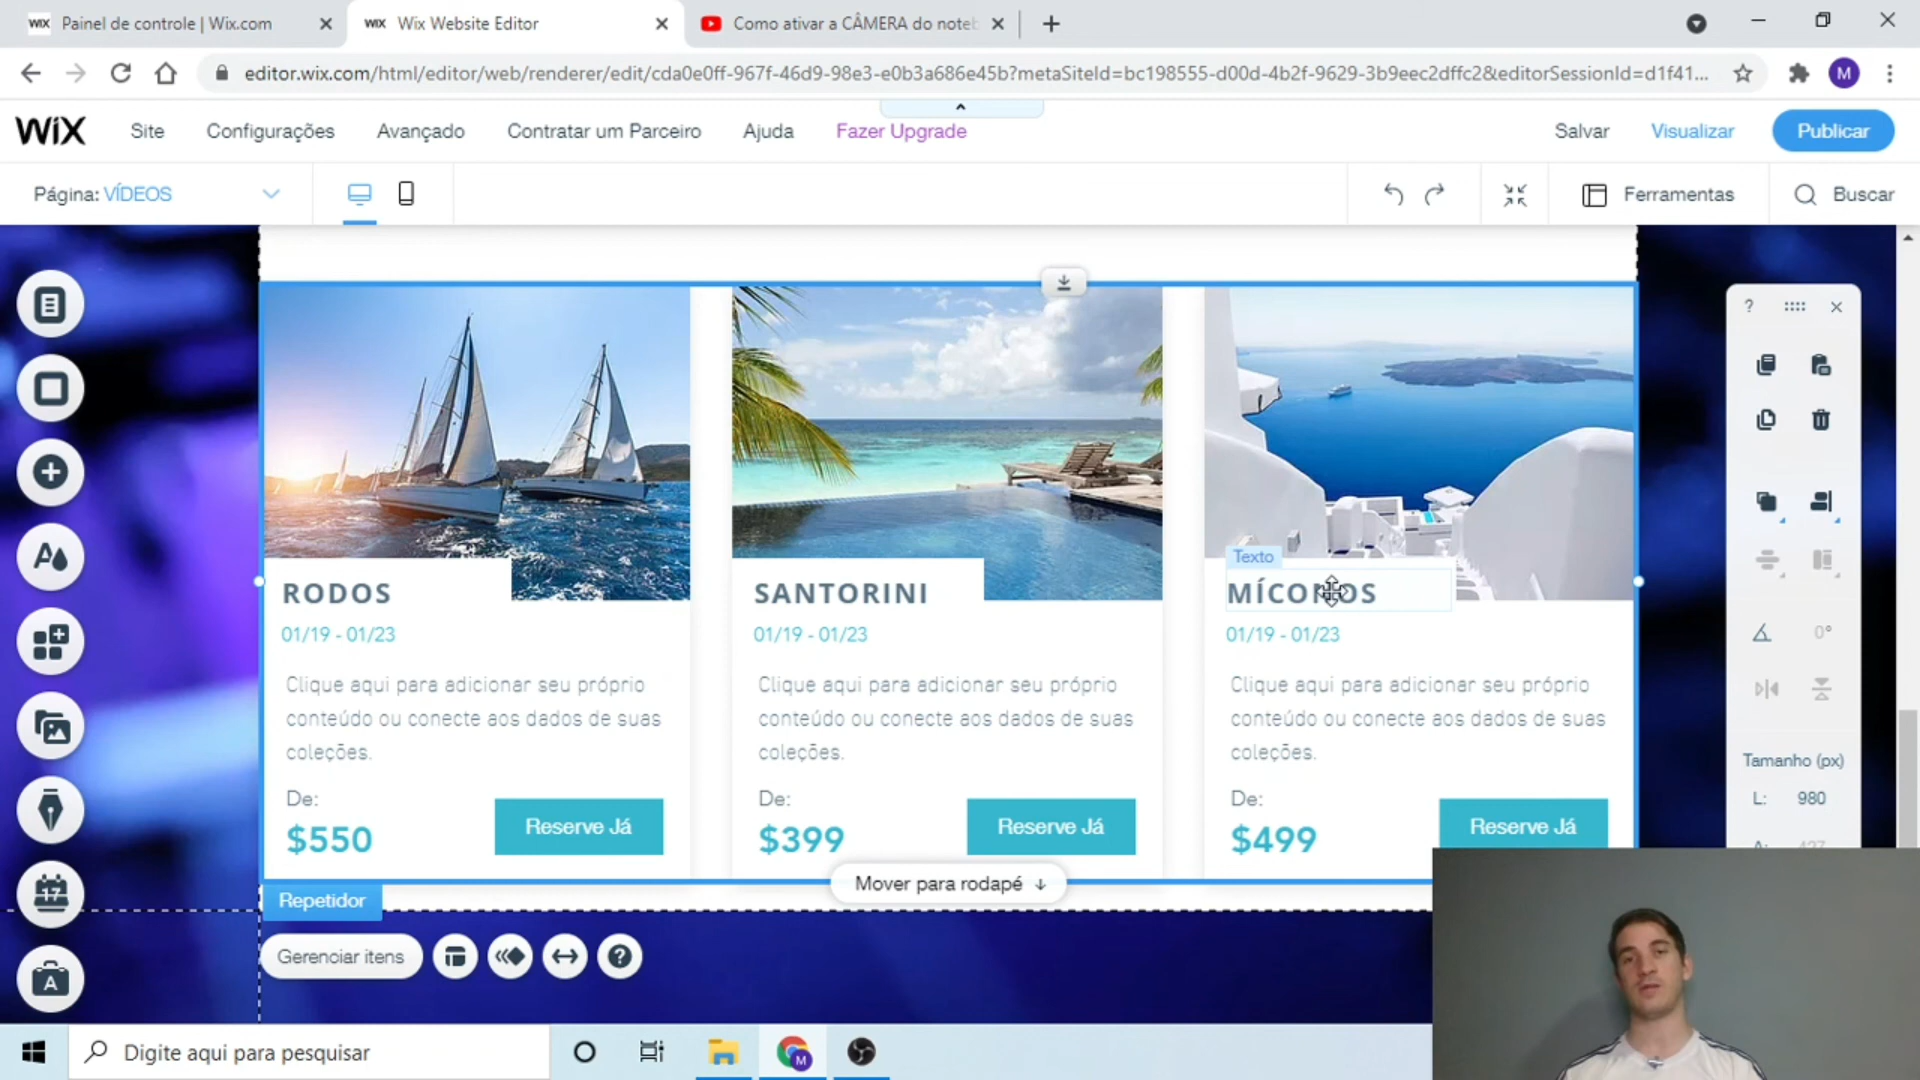 WiX Painel de controle | Wix.com
WiX Wix Website Editor
Como ativar a CÂMERA do noteb
editor.wix.com/html/editor/web/renderer/edit/cda0e0ff-967f-46d9-98e3-e0b3a686e45b?metaSiteId=bc198555-d00d-4b2f-9629-3b9eec2dffc2&editorSessionId=d1f41...
M
WiX Site Configurações Avançado Contratar um Parceiro Ajuda Fazer Upgrade Salvar Visualizar Publicar
Página: VÍDEOS Ferramentas Buscar
?
Texto
RODOS SANTORINI MÍCONOS
01/19 - 01/23 01/19 - 01/23 01/19 - 01/23
0°
Clique aqui para adicionar seu próprio
conteúdo ou conecte aos dados de suas
coleções.
Clique aqui para adicionar seu próprio
conteúdo ou conecte aos dados de suas
coleções.
Clique aqui para adicionar seu próprio
conteúdo ou conecte aos dados de suas
coleções.
Tamanho (px)
L: 980
De: De: De:
$550 Reserve Já $399 Reserve Já $499 Reserve Já
Mover para rodapé ↓
Repetidor
17
Gerenciar itens ?
A
Digite aqui para pesquisar
M